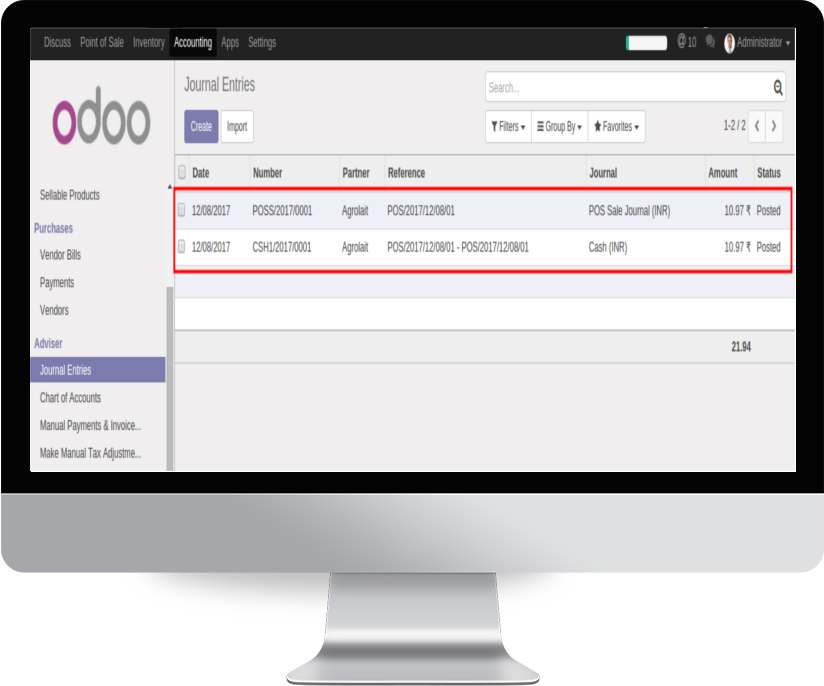 Discuss Point of Sale Inventory Accounting Apps Settings @ 10 Administrator
odoo
Journal Entries
Search...
Create Import
Filters Group By Favorites 1-2 / 2
Date Number Partner Reference Journal Amount Status
12/08/2017 POSS/2017/0001 Agrolait POS/2017/12/08/01 POS Sale Journal (INR) 10.97 ₹ Posted
12/08/2017 CSH1/2017/0001 Agrolait POS/2017/12/08/01 - POS/2017/12/08/01 Cash (INR) 10.97 ₹ Posted
21.94
Sellable Products
Purchases
Vendor Bills
Payments
Vendors
Adviser
Journal Entries
Chart of Accounts
Manual Payments & Invoice...
Make Manual Tax Adjustme...